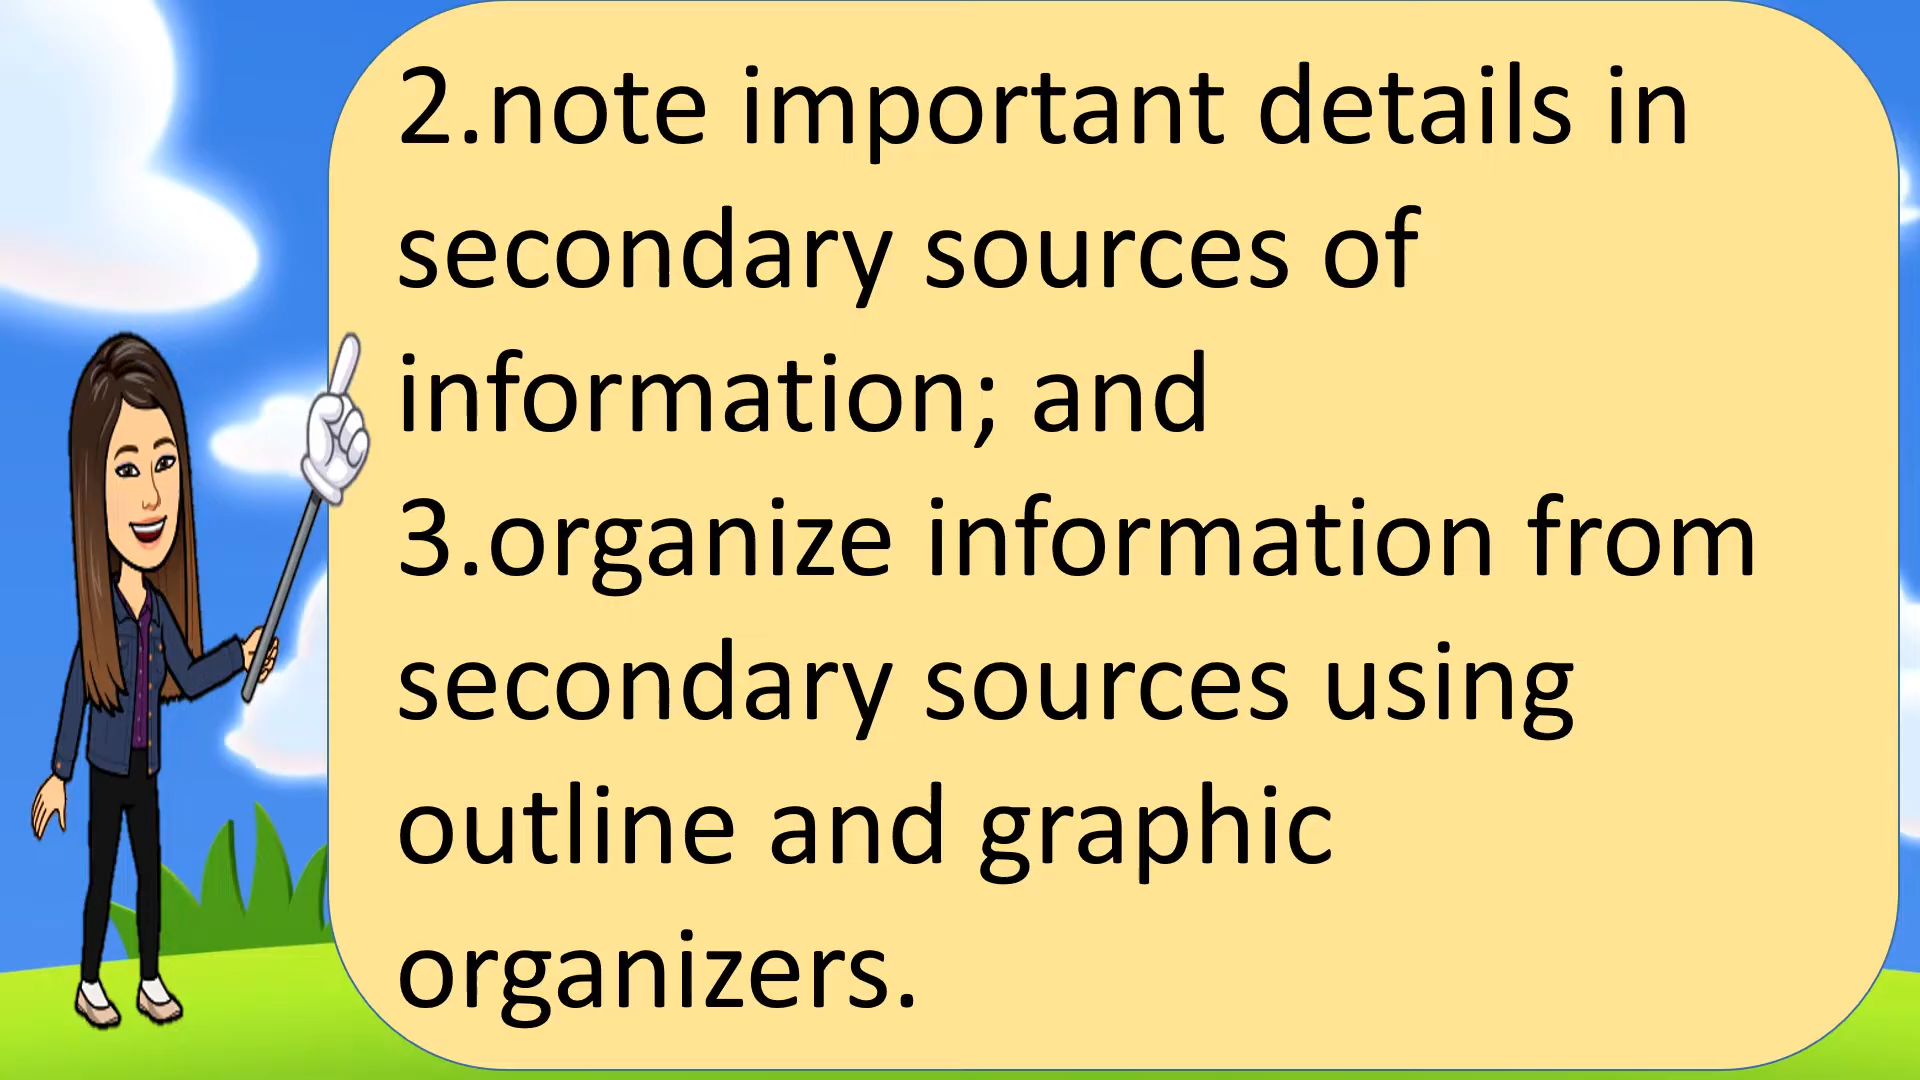 2.note important details in
secondary sources of
information; and
3.organize information from
secondary sources using
outline and graphic
organizers.